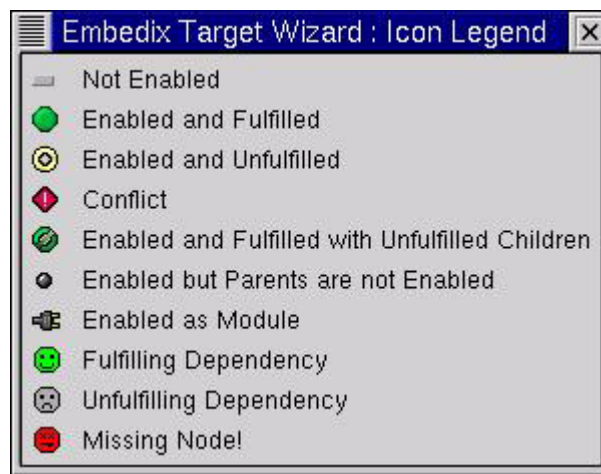 Embedix Target Wizard : Icon Legend
Not Enabled
Enabled and Fulfilled
Enabled and Unfulfilled
Conflict
Enabled and Fulfilled with Unfulfilled Children
Enabled but Parents are not Enabled
Enabled as Module
Fulfilling Dependency
Unfulfilling Dependency
Missing Node!